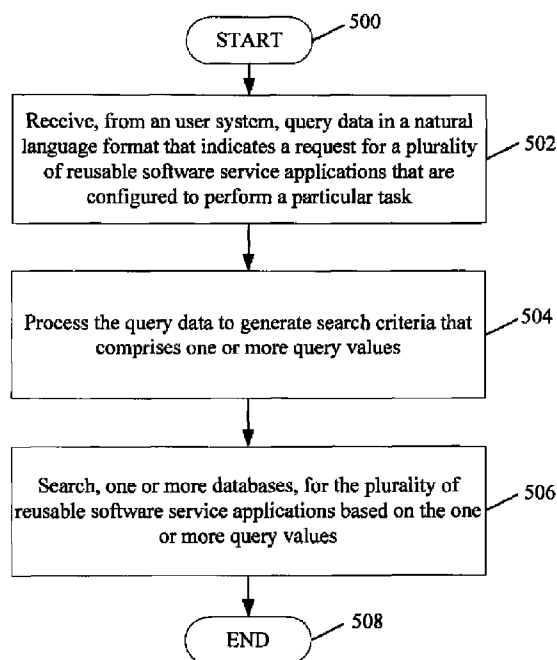 START
500
Receive, from an user system, query data in a natural
language format that indicates a request for a plurality
of reusable software service applications that are
configured to perform a particular task
502
Process the query data to generate search criteria that
comprises one or more query values
504
Search, one or more databases, for the plurality of
reusable software service applications based on the one
or more query values
506
END
508